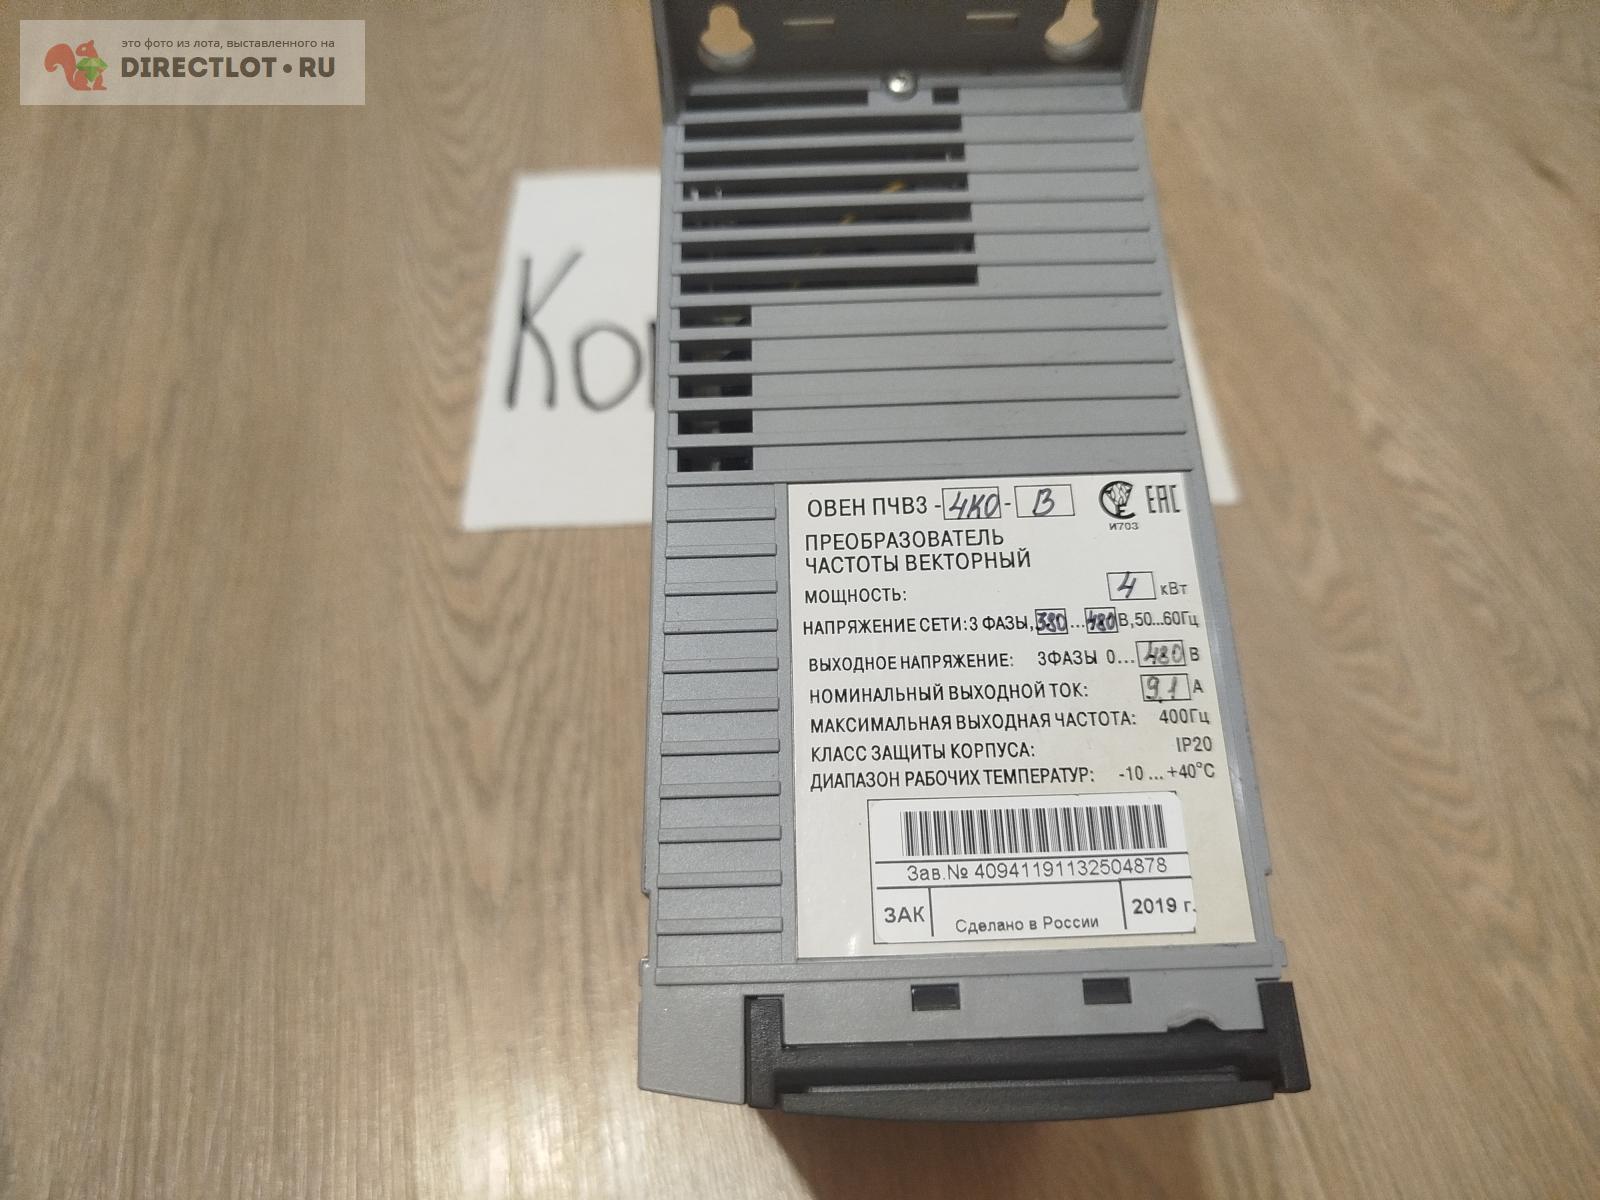 это фото из лота, выставленного на
DIRECTLOT.RU
Ко
ОВЕН ПЧВ3 - 4К0 - В
И703
ЕАС
ПРЕОБРАЗОВАТЕЛЬ
ЧАСТОТЫ ВЕКТОРНЫЙ
МОЩНОСТЬ: 4 кВт
НАПРЯЖЕНИЕ СЕТИ: 3 ФАЗЫ, 380...480 В, 50...60Гц
ВЫХОДНОЕ НАПРЯЖЕНИЕ: 3ФАЗЫ 0...480 В
НОМИНАЛЬНЫЙ ВЫХОДНОЙ ТОК: 9.1 А
МАКСИМАЛЬНАЯ ВЫХОДНАЯ ЧАСТОТА: 400Гц
КЛАСС ЗАЩИТЫ КОРПУСА: IP20
ДИАПАЗОН РАБОЧИХ ТЕМПЕРАТУР: -10 ... +40°С
Зав.№ 40941191132504878
ЗАК Сделано в России 2019 г.